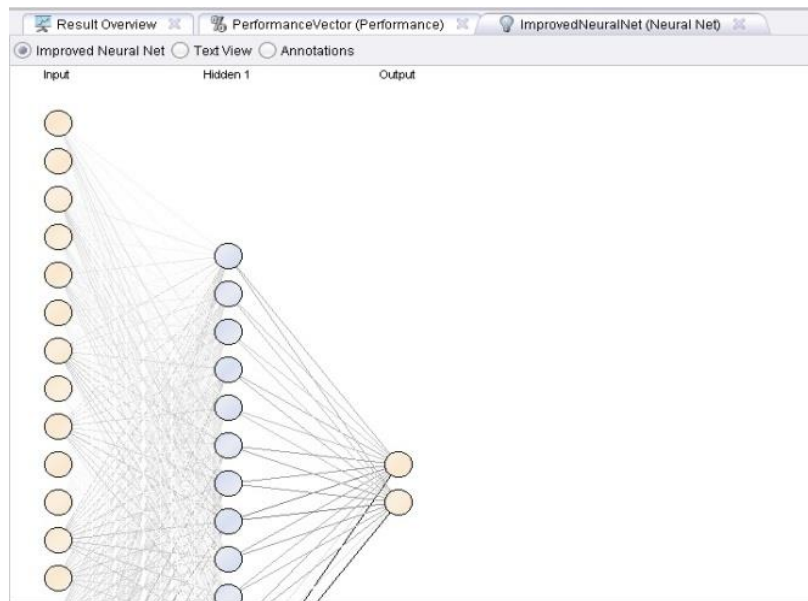 Result Overview PerformanceVector (Performance) ImprovedNeuralNet (Neural Net)
Improved Neural Net Text View Annotations
Input Hidden 1 Output